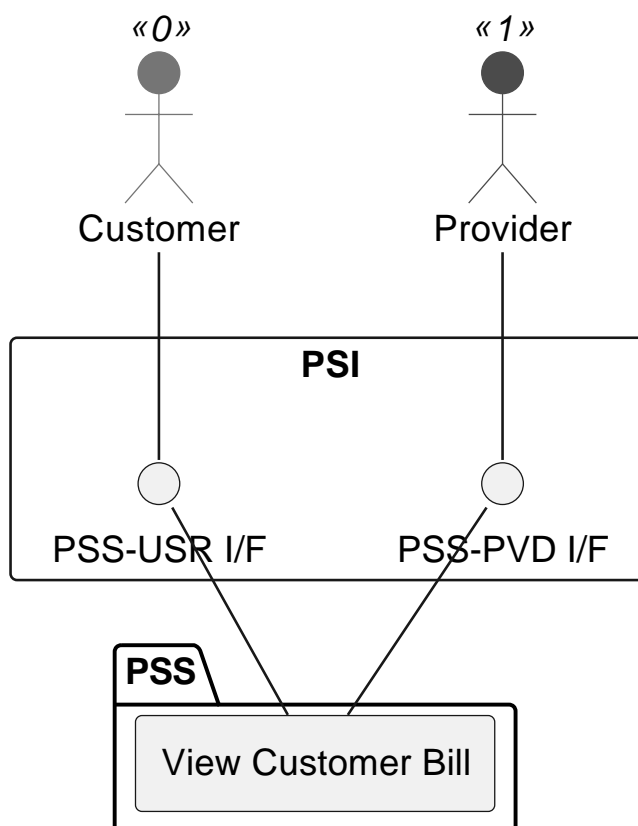 «0» «1»
Customer Provider
PSI
PSS-USR I/F PSS-PVD I/F
PSS
View Customer Bill